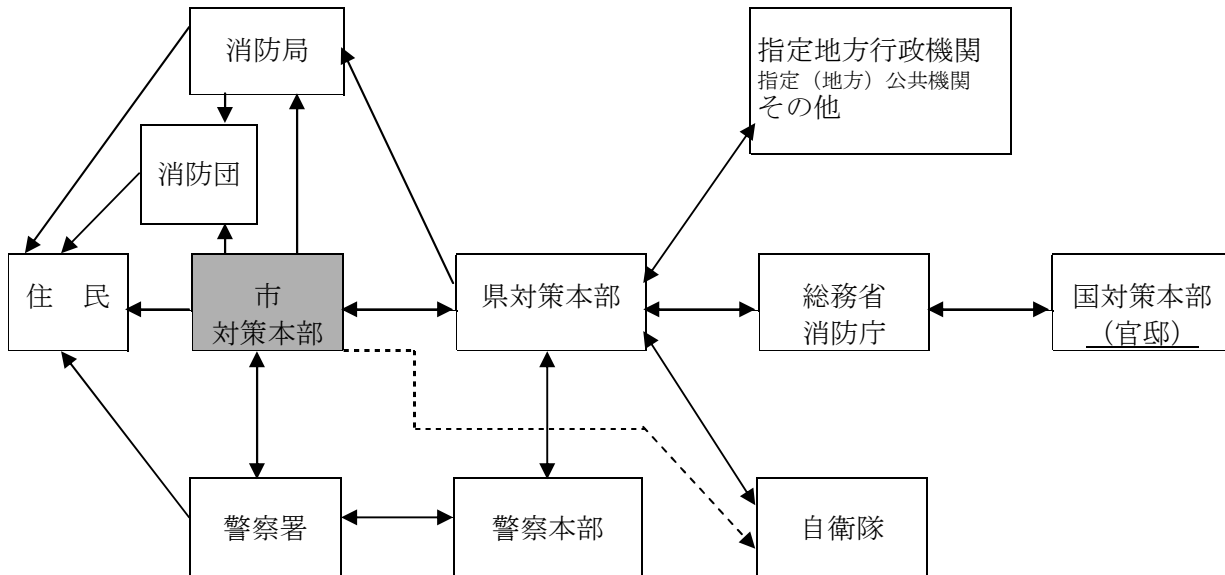 消防局
指定地方行政機関
指定（地方）公共機関
その他
消防団
住　民
市
対策本部
県対策本部
総務省
消防庁
国対策本部
（官邸）
警察署
警察本部
自衛隊